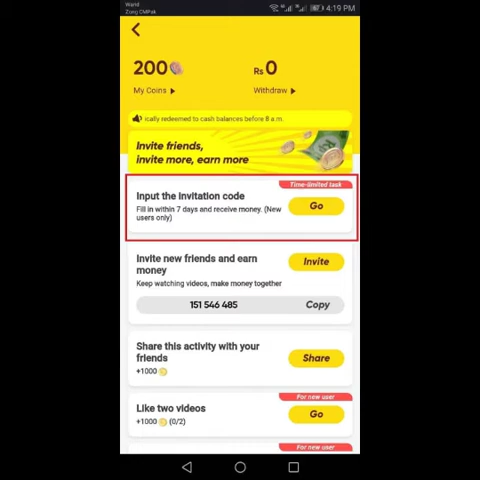 Warid
Zong CMPak
4:19 PM
200
Rs 0
My Coins
Withdraw
ically redeemed to cash balances before 8 a.m.
Invite friends,
invite more, earn more
Time-limited task
Input the invitation code
Go
Fill in within 7 days and receive money. (New
users only)
Invite new friends and earn
money
Invite
Keep watching videos, make money together
151 546 485
Copy
Share this activity with your
friends
Share
+1000
For new user
Like two videos
Go
+1000 (0/2)
For new user